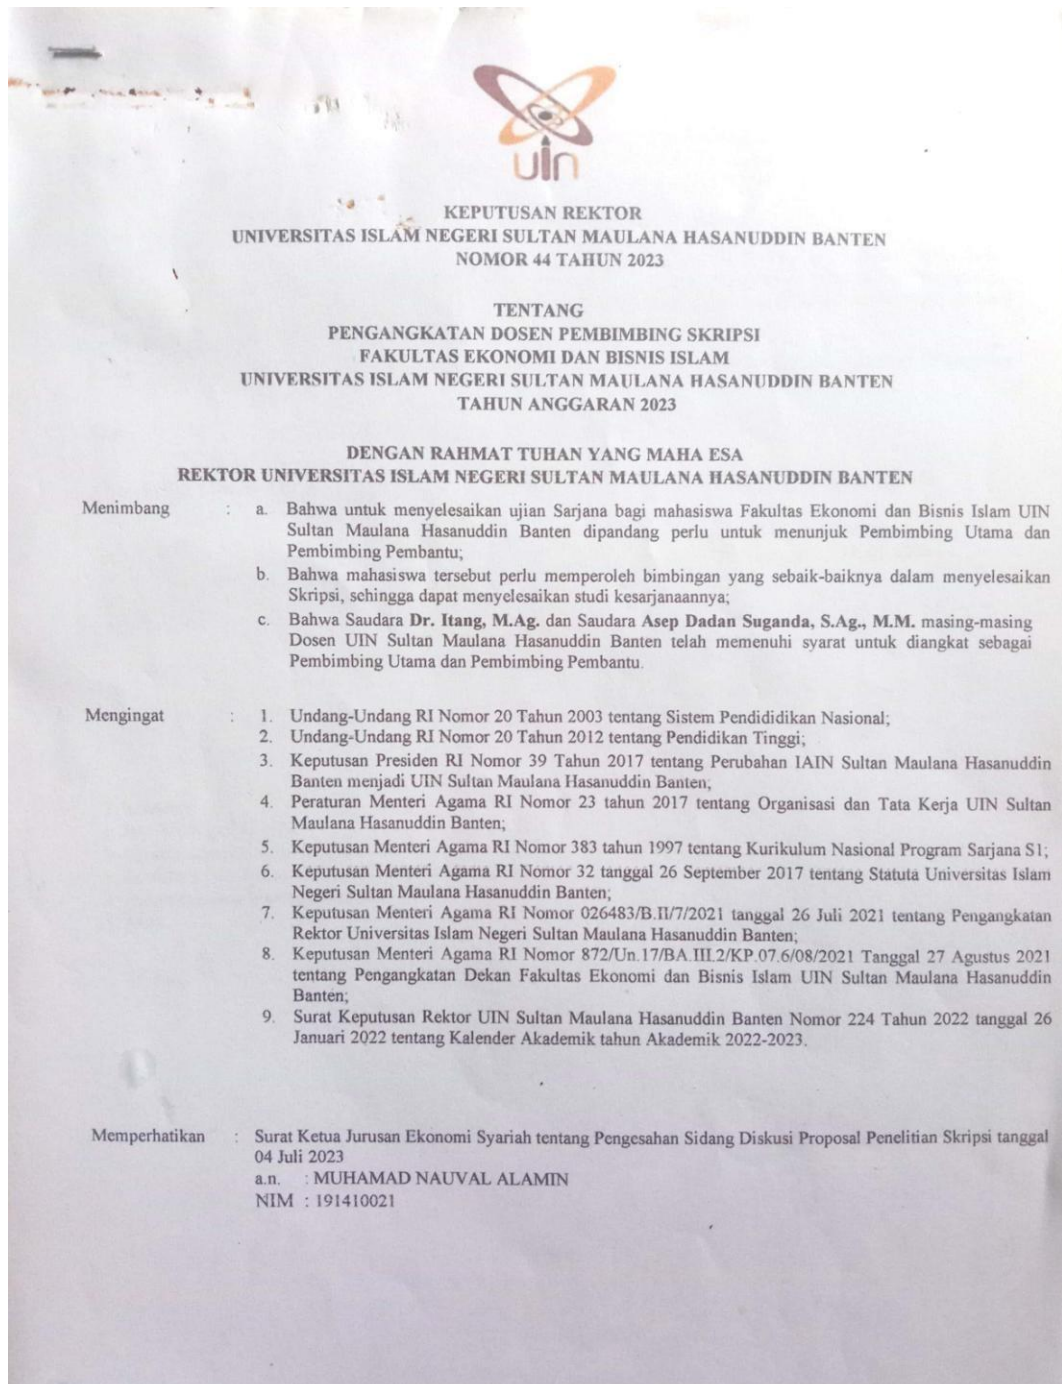 uin
KEPUTUSAN REKTOR
UNIVERSITAS ISLAM NEGERI SULTAN MAULANA HASANUDDIN BANTEN
NOMOR 44 TAHUN 2023
TENTANG
PENGANGKATAN DOSEN PEMBIMBING SKRIPSI
FAKULTAS EKONOMI DAN BISNIS ISLAM
UNIVERSITAS ISLAM NEGERI SULTAN MAULANA HASANUDDIN BANTEN
TAHUN ANGGARAN 2023
DENGAN RAHMAT TUHAN YANG MAHA ESA
REKTOR UNIVERSITAS ISLAM NEGERI SULTAN MAULANA HASANUDDIN BANTEN
Menimbang : a. Bahwa untuk menyelesaikan ujian Sarjana bagi mahasiswa Fakultas Ekonomi dan Bisnis Islam UIN
Sultan Maulana Hasanuddin Banten dipandang perlu untuk menunjuk Pembimbing Utama dan
Pembimbing Pembantu;
b. Bahwa mahasiswa tersebut perlu memperoleh bimbingan yang sebaik-baiknya dalam menyelesaikan
Skripsi, sehingga dapat menyelesaikan studi kesarjanaannya;
c. Bahwa Saudara Dr. Itang, M.Ag. dan Saudara Asep Dadan Suganda, S.Ag., M.M. masing-masing
Dosen UIN Sultan Maulana Hasanuddin Banten telah memenuhi syarat untuk diangkat sebagai
Pembimbing Utama dan Pembimbing Pembantu.
Mengingat : 1. Undang-Undang RI Nomor 20 Tahun 2003 tentang Sistem Pendididikan Nasional;
2. Undang-Undang RI Nomor 20 Tahun 2012 tentang Pendidikan Tinggi;
3. Keputusan Presiden RI Nomor 39 Tahun 2017 tentang Perubahan IAIN Sultan Maulana Hasanuddin
Banten menjadi UIN Sultan Maulana Hasanuddin Banten;
4. Peraturan Menteri Agama RI Nomor 23 tahun 2017 tentang Organisasi dan Tata Kerja UIN Sultan
Maulana Hasanuddin Banten;
5. Keputusan Menteri Agama RI Nomor 383 tahun 1997 tentang Kurikulum Nasional Program Sarjana S1;
6. Keputusan Menteri Agama RI Nomor 32 tanggal 26 September 2017 tentang Statuta Universitas Islam
Negeri Sultan Maulana Hasanuddin Banten;
7. Keputusan Menteri Agama RI Nomor 026483/B.II/7/2021 tanggal 26 Juli 2021 tentang Pengangkatan
Rektor Universitas Islam Negeri Sultan Maulana Hasanuddin Banten;
8. Keputusan Menteri Agama RI Nomor 872/Un.17/BA.III.2/KP.07.6/08/2021 Tanggal 27 Agustus 2021
tentang Pengangkatan Dekan Fakultas Ekonomi dan Bisnis Islam UIN Sultan Maulana Hasanuddin
Banten;
9. Surat Keputusan Rektor UIN Sultan Maulana Hasanuddin Banten Nomor 224 Tahun 2022 tanggal 26
Januari 2022 tentang Kalender Akademik tahun Akademik 2022-2023.
Memperhatikan : Surat Ketua Jurusan Ekonomi Syariah tentang Pengesahan Sidang Diskusi Proposal Penelitian Skripsi tanggal
04 Juli 2023
a.n. : MUHAMAD NAUVAL ALAMIN
NIM : 191410021